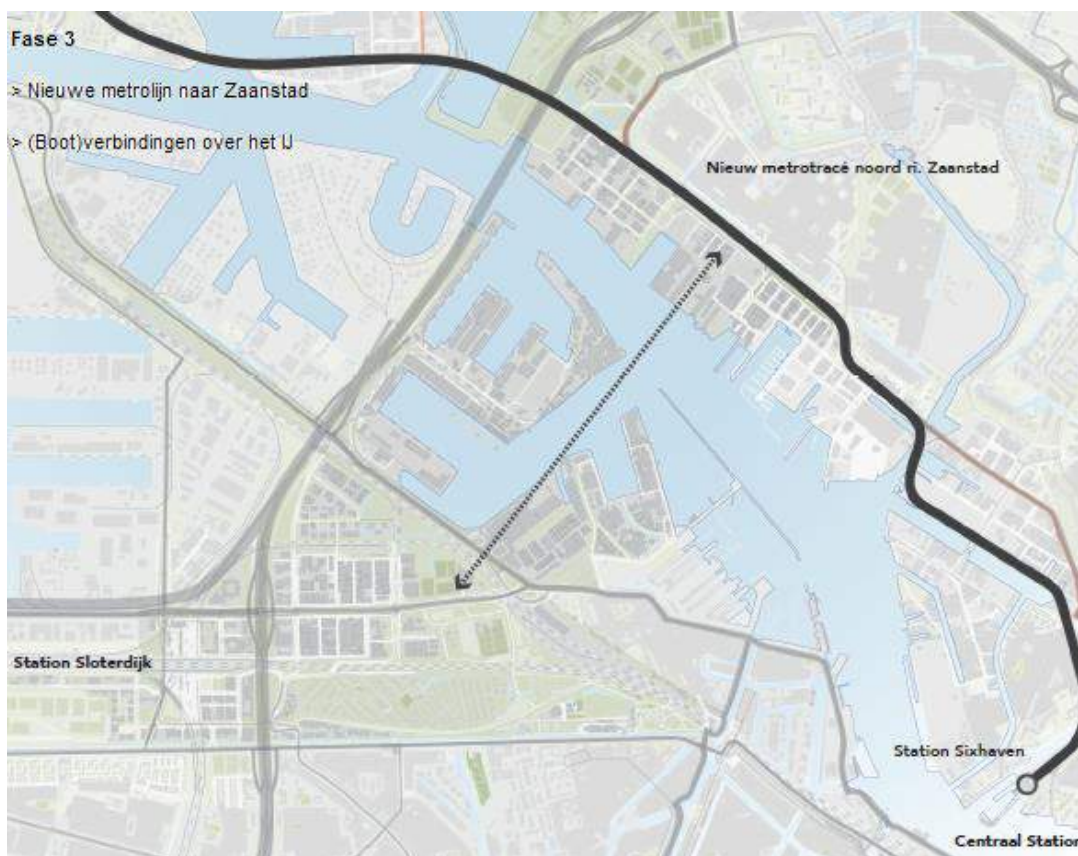 Fase 3
> Nieuwe metrolijn naar Zaanstad
> (Boot)verbindingen over het IJ
Nieuw metrotracé noord ri. Zaanstad
Station Sloterdijk
Station Sixhaven
Centraal Station